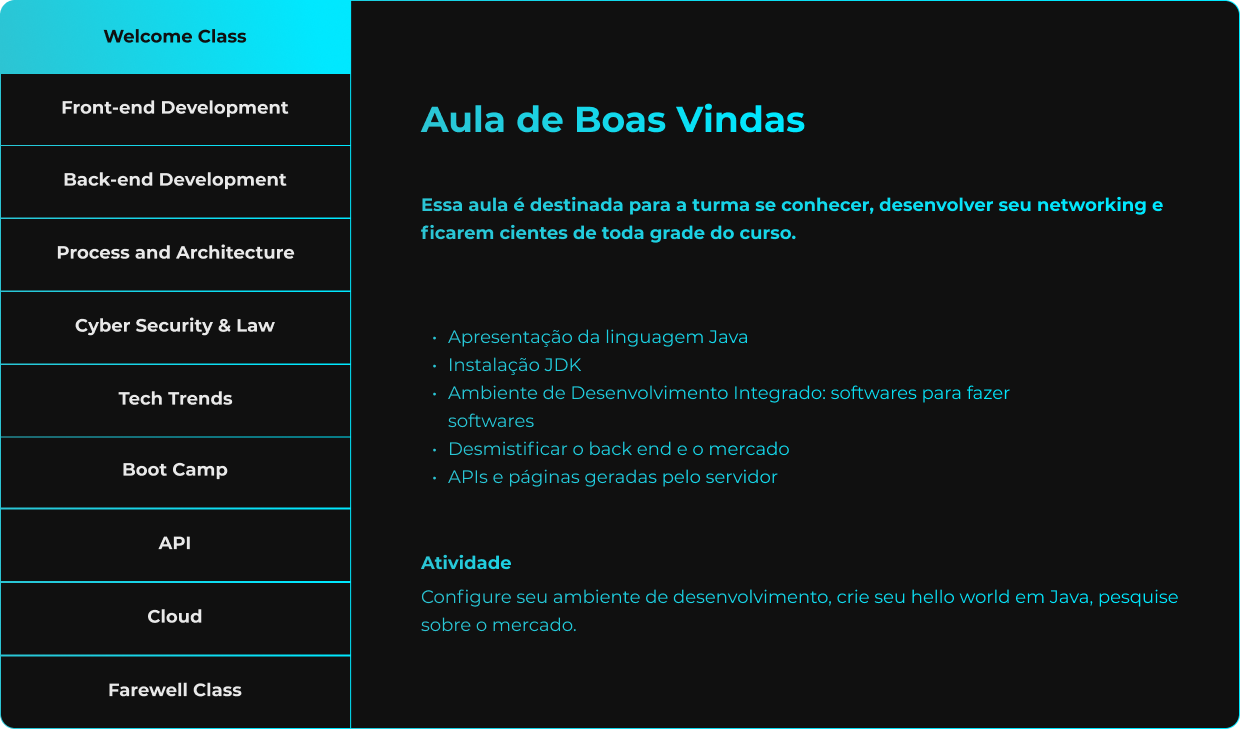 Welcome Class
Front-end Development
Back-end Development
Process and Architecture
Cyber Security & Law
Tech Trends
Boot Camp
API
Cloud
Farewell Class
Aula de Boas Vindas
Essa aula é destinada para a turma se conhecer, desenvolver seu networking e
ficarem cientes de toda grade do curso.
• Apresentação da linguagem Java
• Instalação JDK
• Ambiente de Desenvolvimento Integrado: softwares para fazer
softwares
• Desmistificar o back end e o mercado
• APIs e páginas geradas pelo servidor
Atividade
Configure seu ambiente de desenvolvimento, crie seu hello world em Java, pesquise
sobre o mercado.